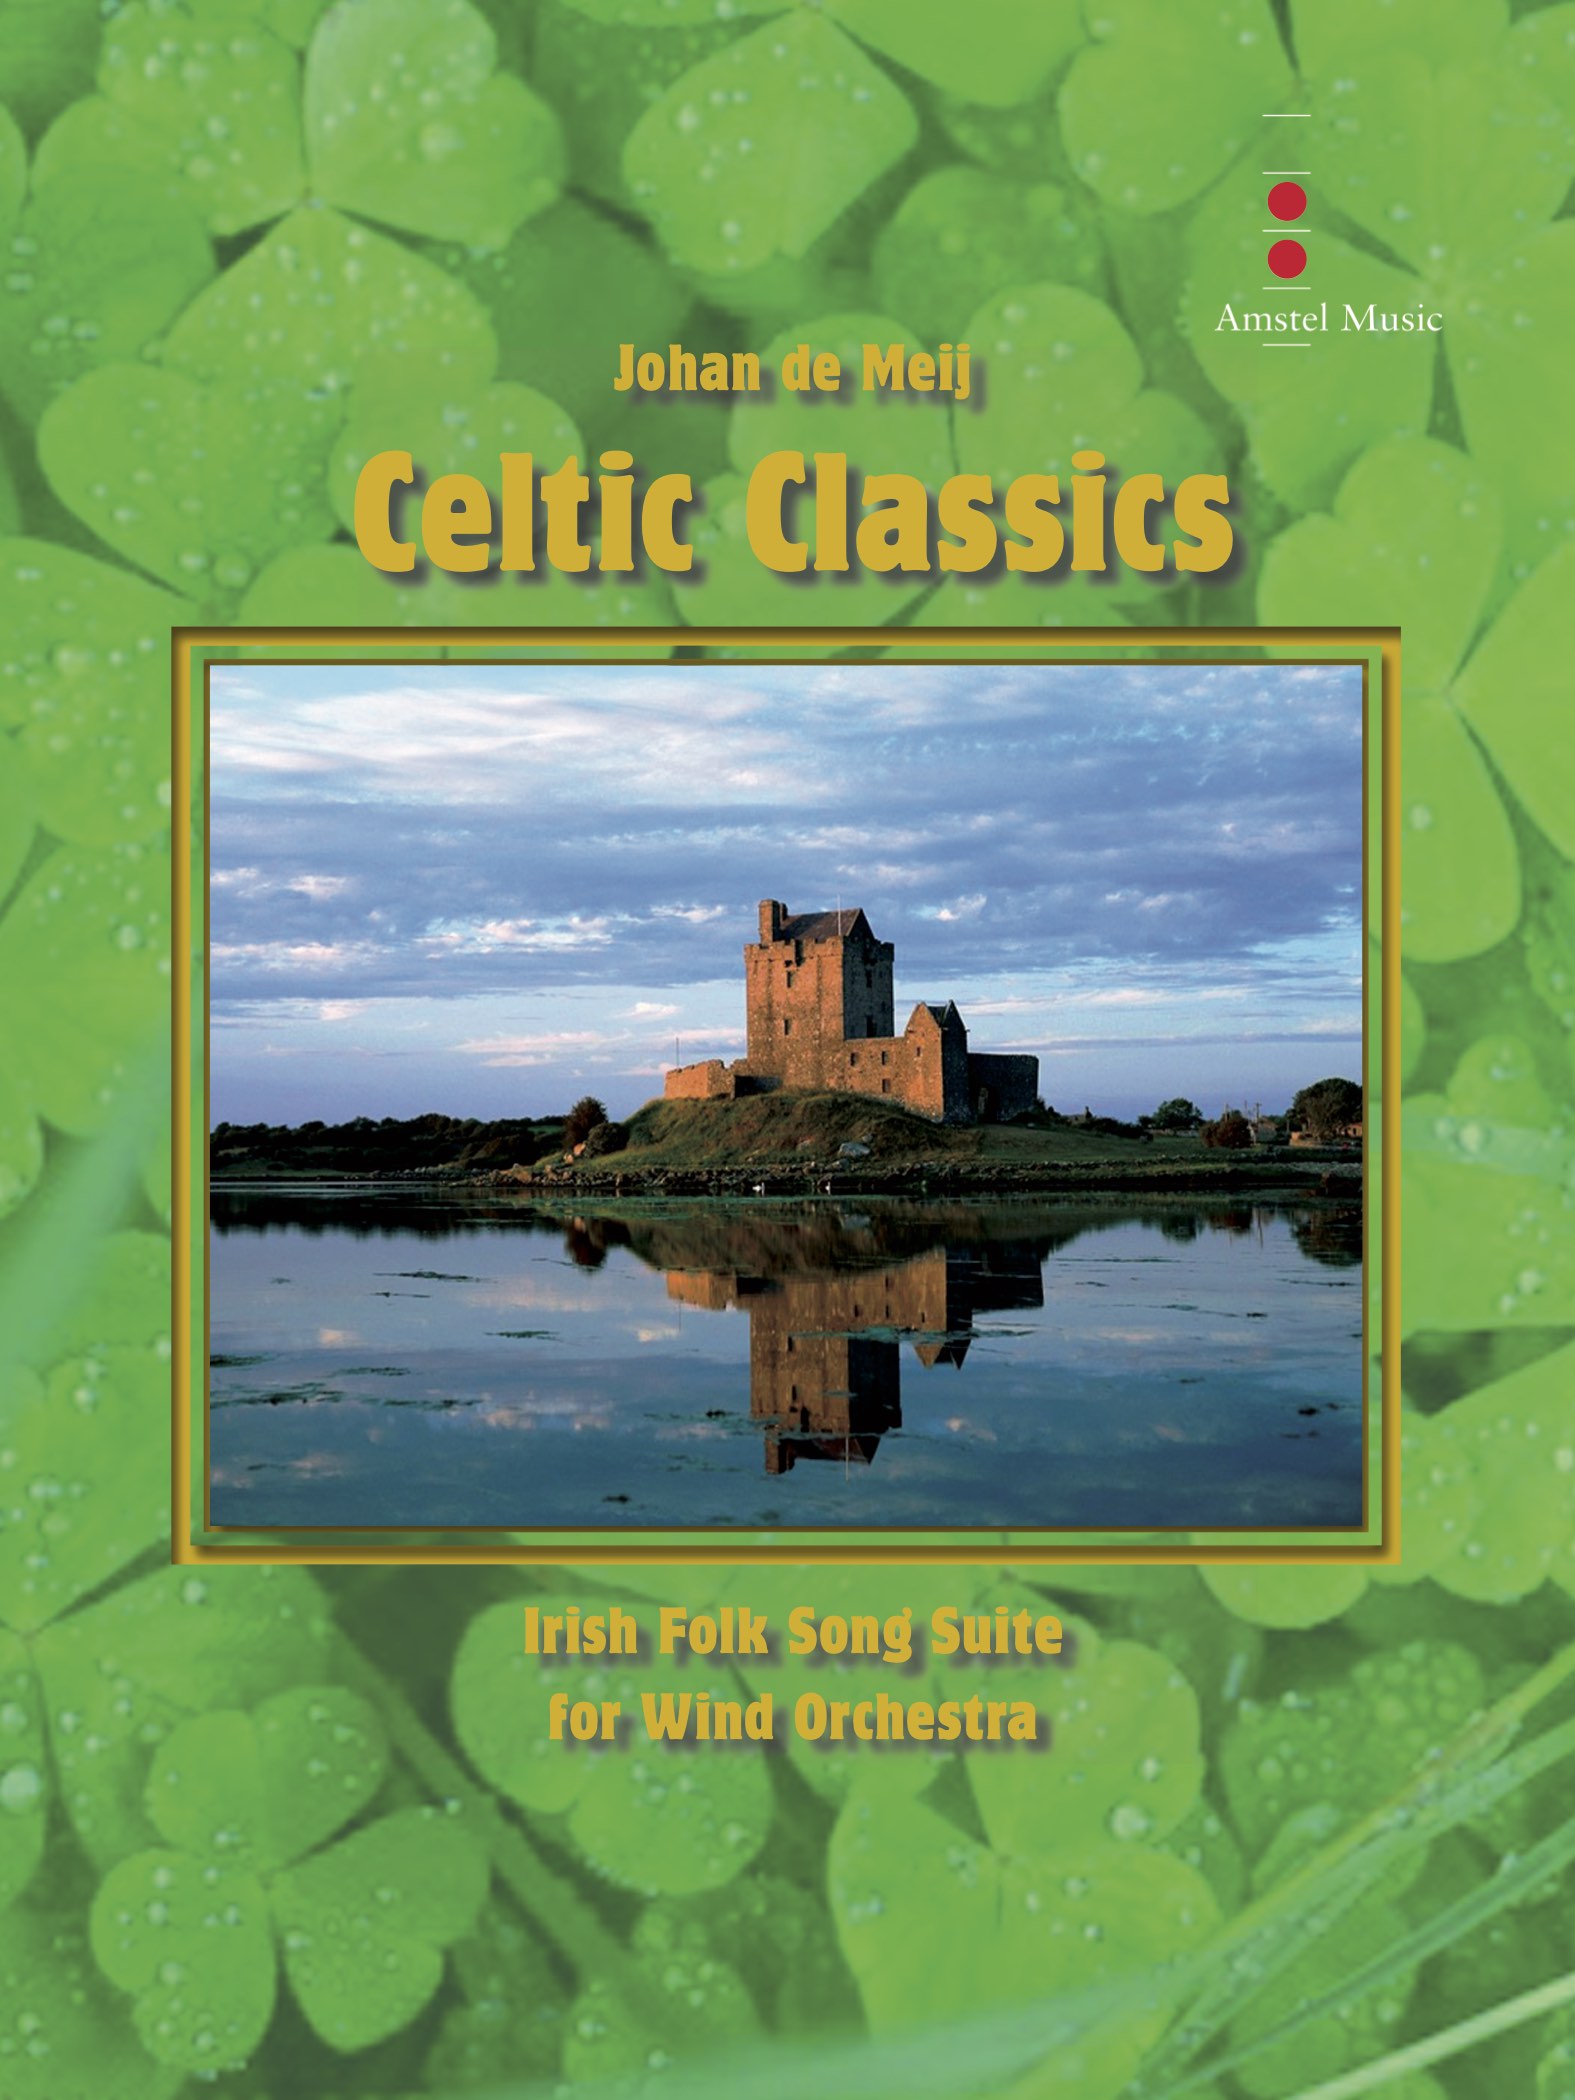 Amstel Music
Johan de Meij
Celtic Classics
Irish Folk Song Suite
for Wind Orchestra